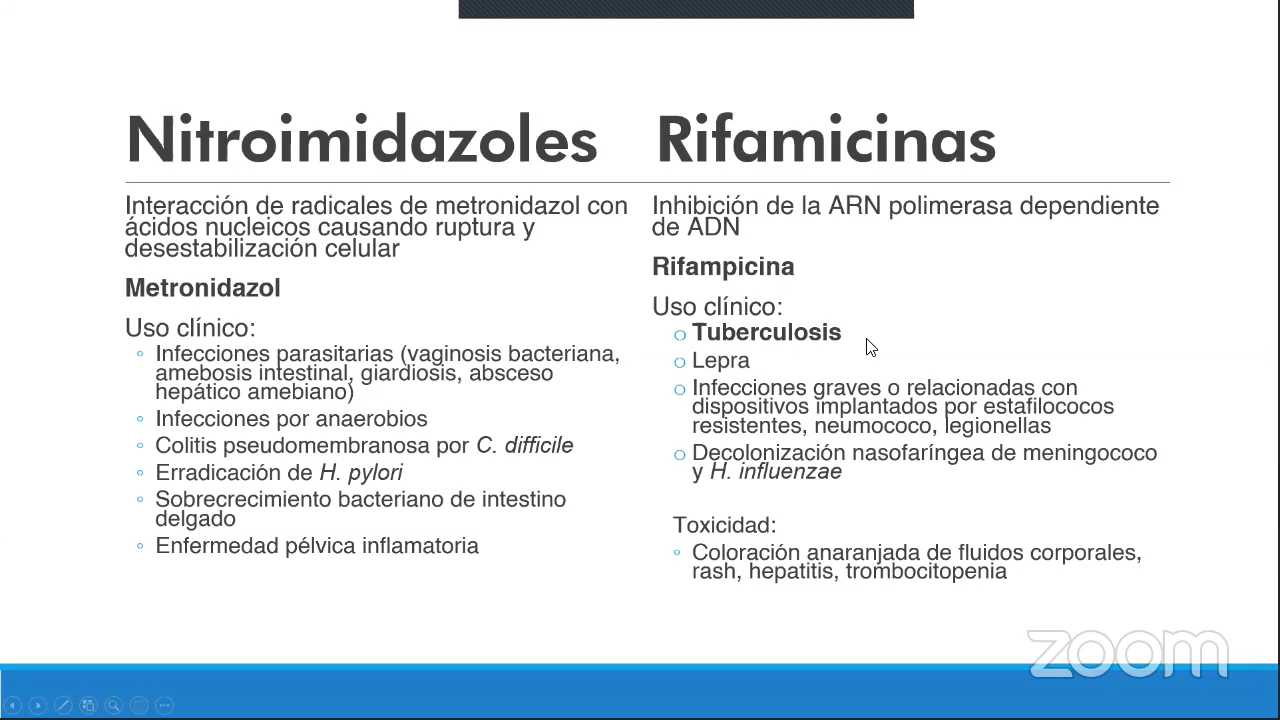 Nitroimidazoles
Interacción de radicales de metronidazol con
ácidos nucleicos causando ruptura y
desestabilización celular
Metronidazol
Uso clínico:
Infecciones parasitarias (vaginosis bacteriana,
amebosis intestinal, giardiosis, absceso
hepático amebiano)
Infecciones por anaerobios
Colitis pseudomembranosa por C. difficile
Erradicación de H. pylori
Sobrecrecimiento bacteriano de intestino
delgado
Enfermedad pélvica inflamatoria
Rifamicinas
Inhibición de la ARN polimerasa dependiente
de ADN
Rifampicina
Uso clínico:
Tuberculosis
Lepra
Infecciones graves o relacionadas con
dispositivos implantados por estafilococos
resistentes, neumococo, legionellas
Decolonización nasofaríngea de meningococo
y H. influenzae
Toxicidad:
Coloración anaranjada de fluidos corporales,
rash, hepatitis, trombocitopenia
zoom